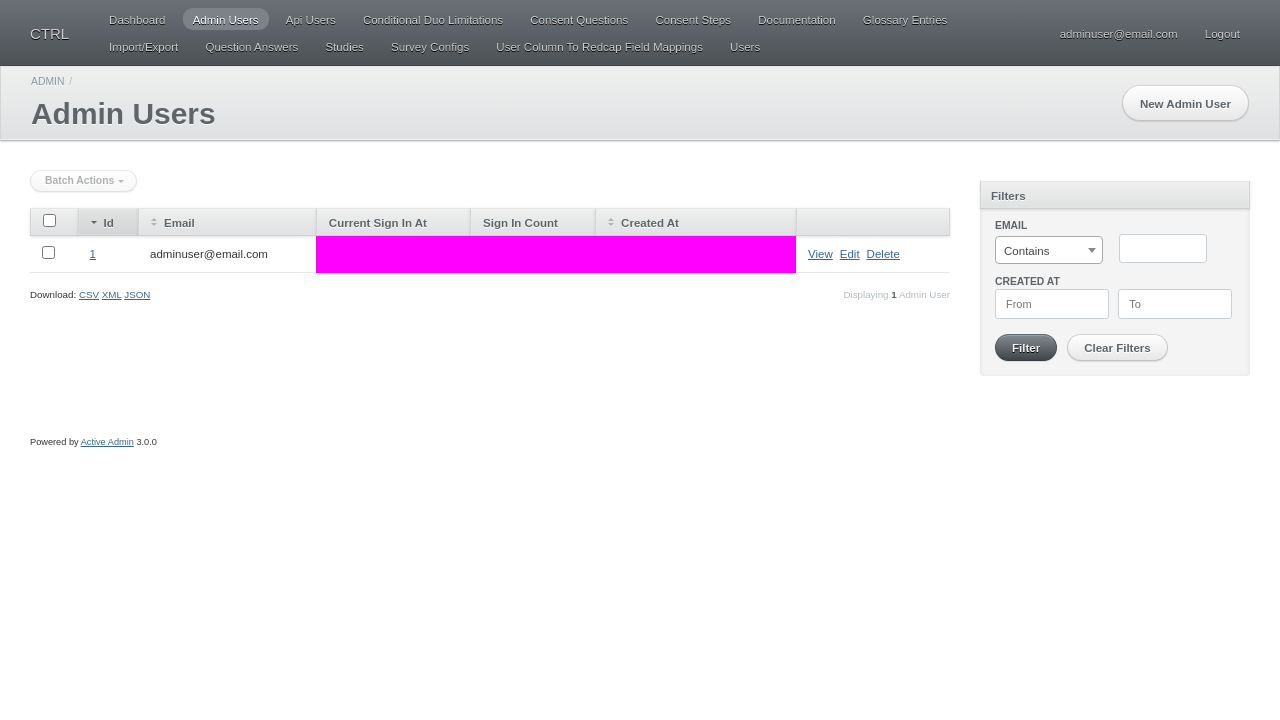 CTRL
Dashboard Admin Users Api Users Conditional Duo Limitations Consent Questions Consent Steps Documentation Glossary Entries
Import/Export Question Answers Studies Survey Configs User Column To Redcap Field Mappings Users
adminuser@email.com Logout
ADMIN /
Admin Users
New Admin User
Batch Actions
Id Email Current Sign In At Sign In Count Created At
1 adminuser@email.com View Edit Delete
Download: CSV XML JSON
Displaying 1 Admin User
Filters
EMAIL
Contains
CREATED AT
From To
Filter Clear Filters
Powered by Active Admin 3.0.0